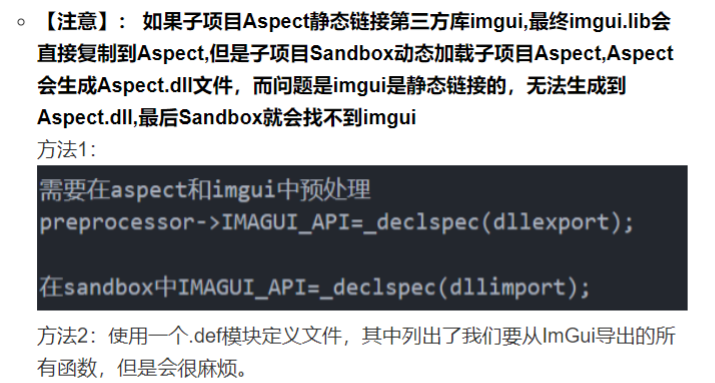 【注意】： 如果子项目Aspect静态链接第三方库imgui,最终imgui.lib会
直接复制到Aspect,但是子项目Sandbox动态加载子项目Aspect,Aspect
会生成Aspect.dll文件，而问题是imgui是静态链接的，无法生成到
Aspect.dll,最后Sandbox就会找不到imgui
方法1：
需要在aspect和imgui中预处理
preprocessor->IMAGUI_API=_declspec(dllexport);
在sandbox中IMAGUI_API=_declspec(dllimport);
方法2：使用一个.def模块定义文件，其中列出了我们要从ImGui导出的所
有函数，但是会很麻烦。